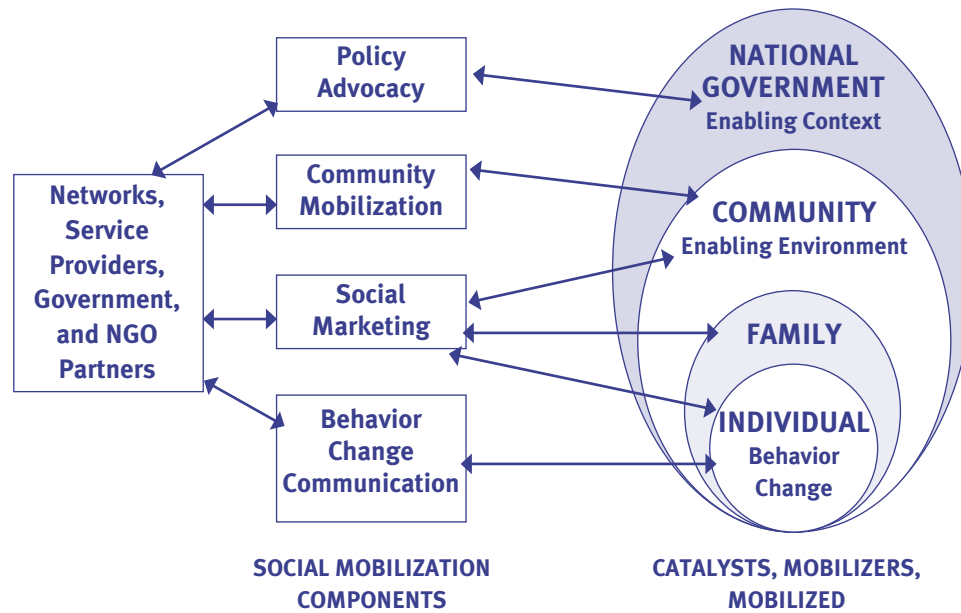 Networks,
Service
Providers,
Government,
and NGO
Partners
Policy
Advocacy
Community
Mobilization
Social
Marketing
Behavior
Change
Communication
SOCIAL MOBILIZATION
COMPONENTS
NATIONAL
GOVERNMENT
Enabling Context
COMMUNITY
Enabling Environment
FAMILY
INDIVIDUAL
Behavior
Change
CATALYSTS, MOBILIZERS,
MOBILIZED